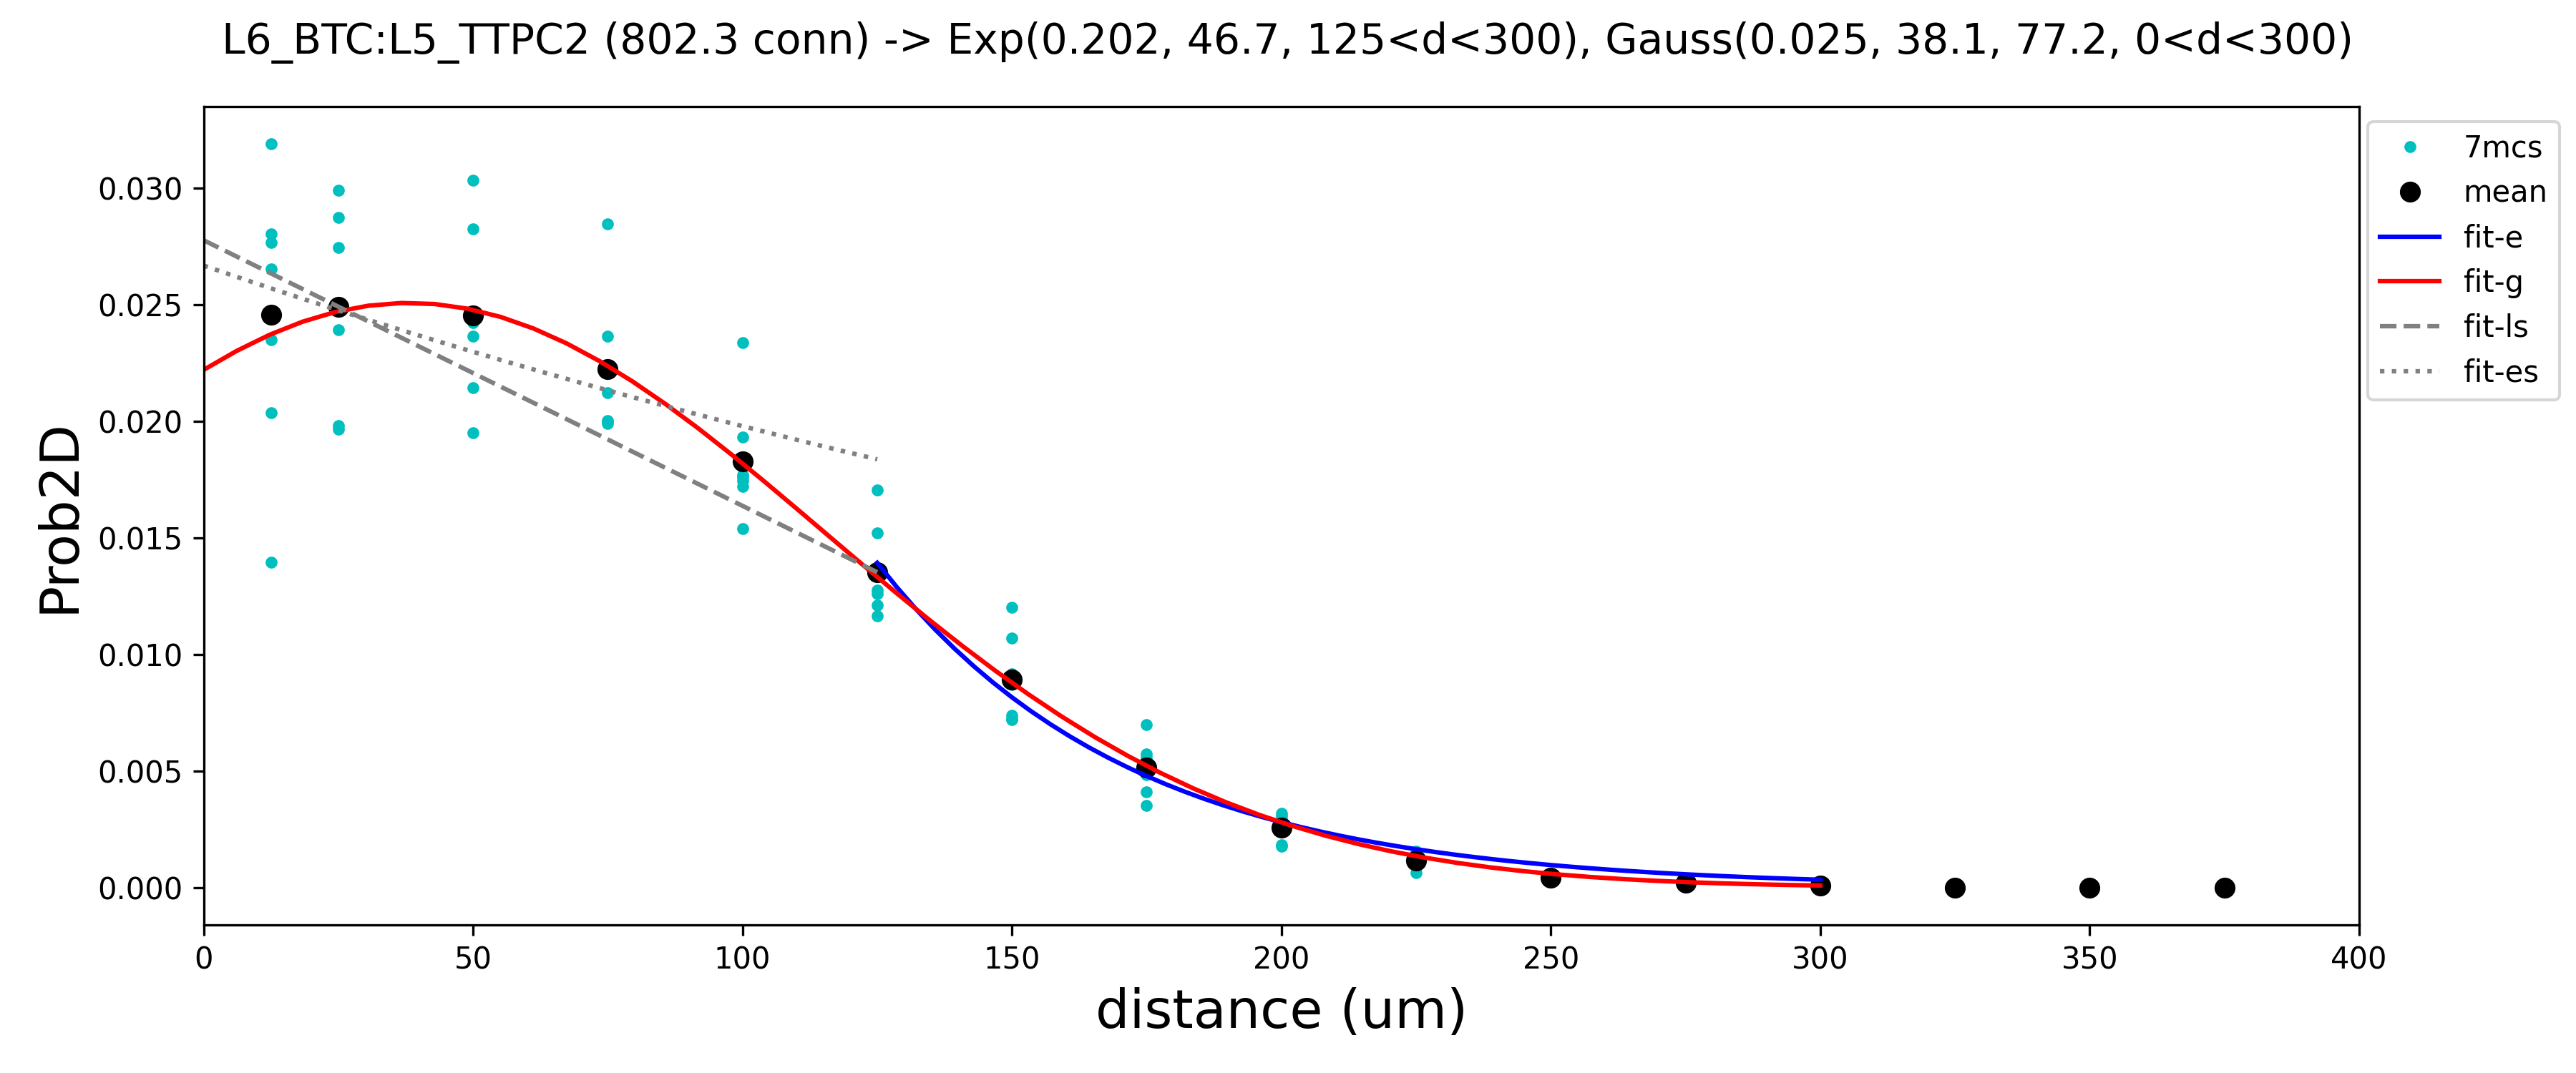 L6_BTC:L5_TTPC2 (802.3 conn) -> Exp(0.202, 46.7, 125<d<300), Gauss(0.025, 38.1, 77.2, 0<d<300)
7mcs
mean
fit-e
fit-g
fit-ls
fit-es
Prob2D
0.030
0.025
0.020
0.015
0.010
0.005
0.000
0 50 100 150 200 250 300 350 400
distance (um)